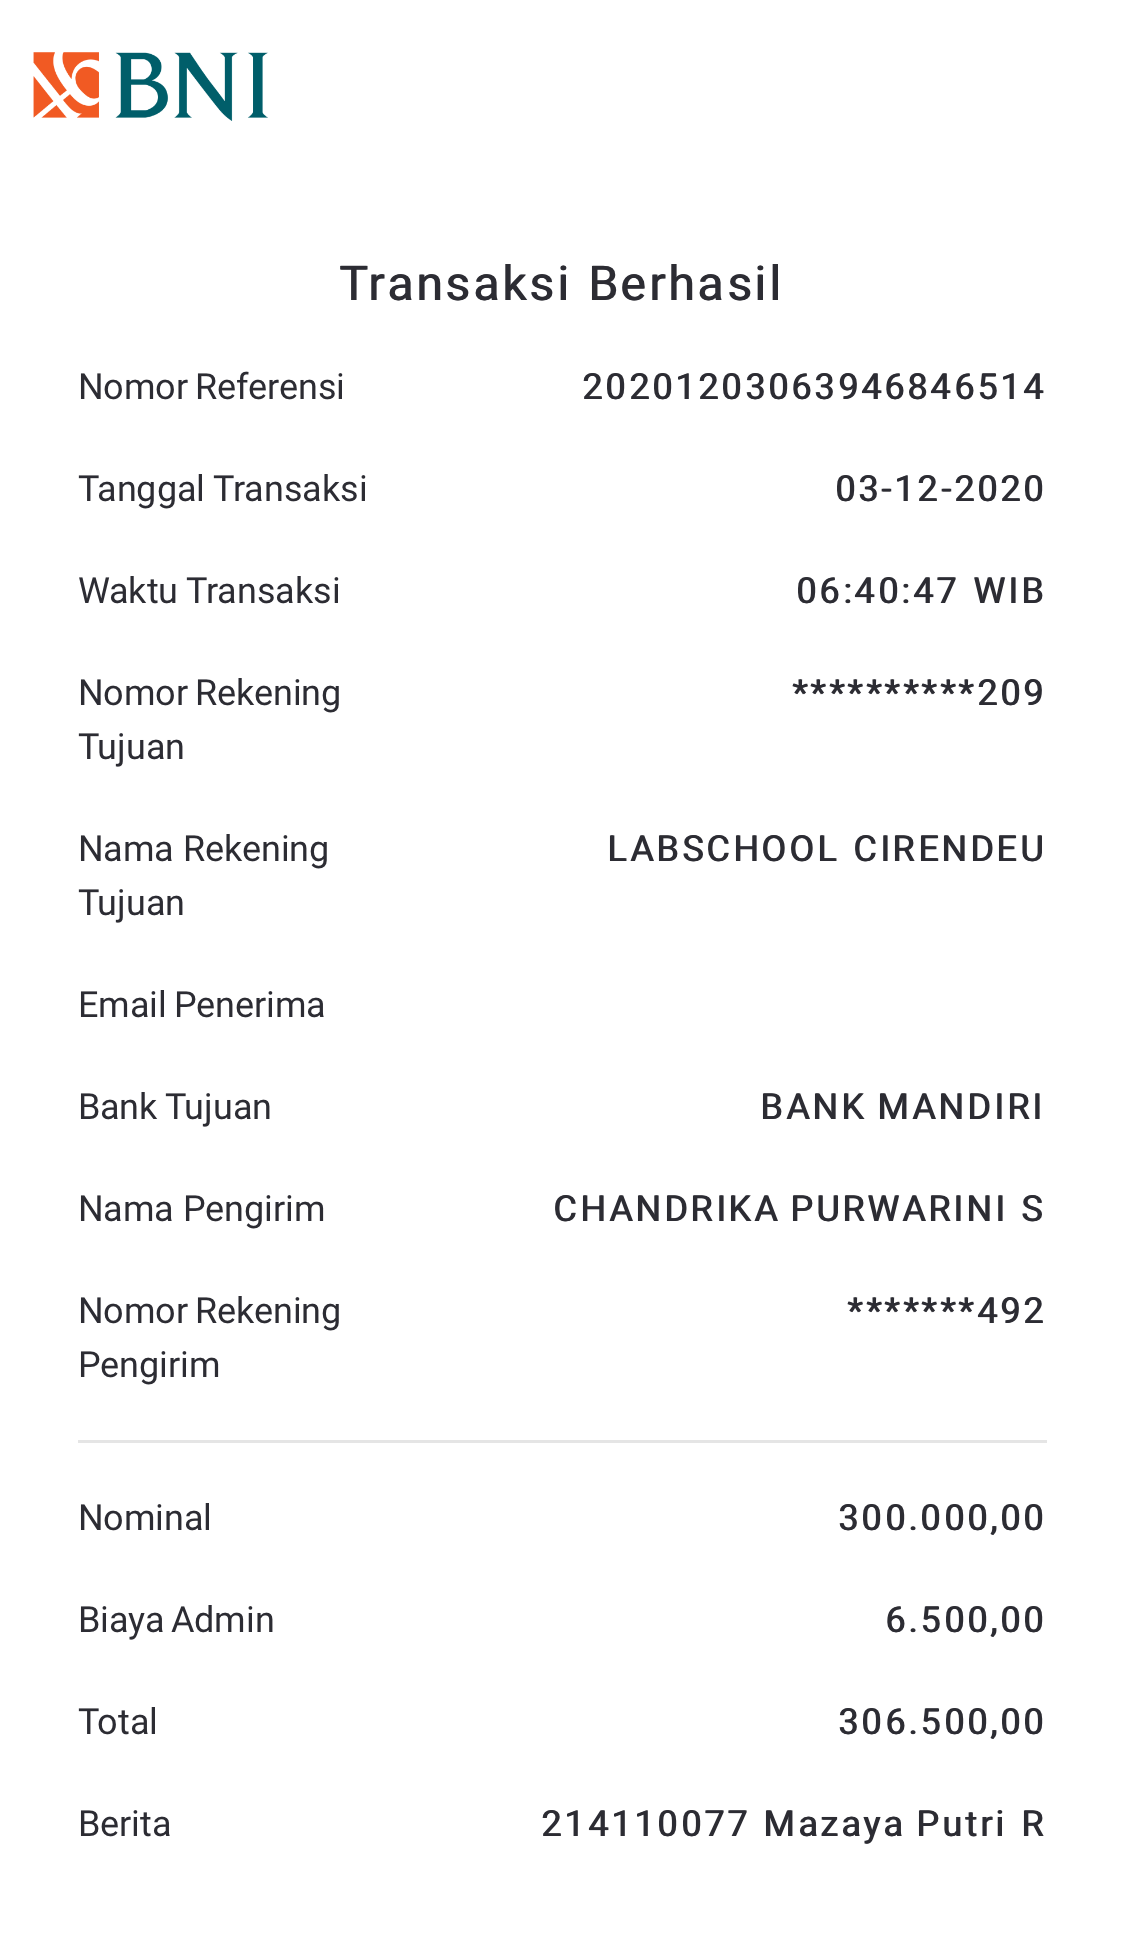 BNI
Transaksi Berhasil
Nomor Referensi 20201203063946846514
Tanggal Transaksi 03-12-2020
Waktu Transaksi 06:40:47 WIB
Nomor Rekening Tujuan **********209
Nama Rekening Tujuan LABSCHOOL CIRENDEU
Email Penerima
Bank Tujuan BANK MANDIRI
Nama Pengirim CHANDRIKA PURWARINI S
Nomor Rekening Pengirim *******492
Nominal 300.000,00
Biaya Admin 6.500,00
Total 306.500,00
Berita 214110077 Mazaya Putri R